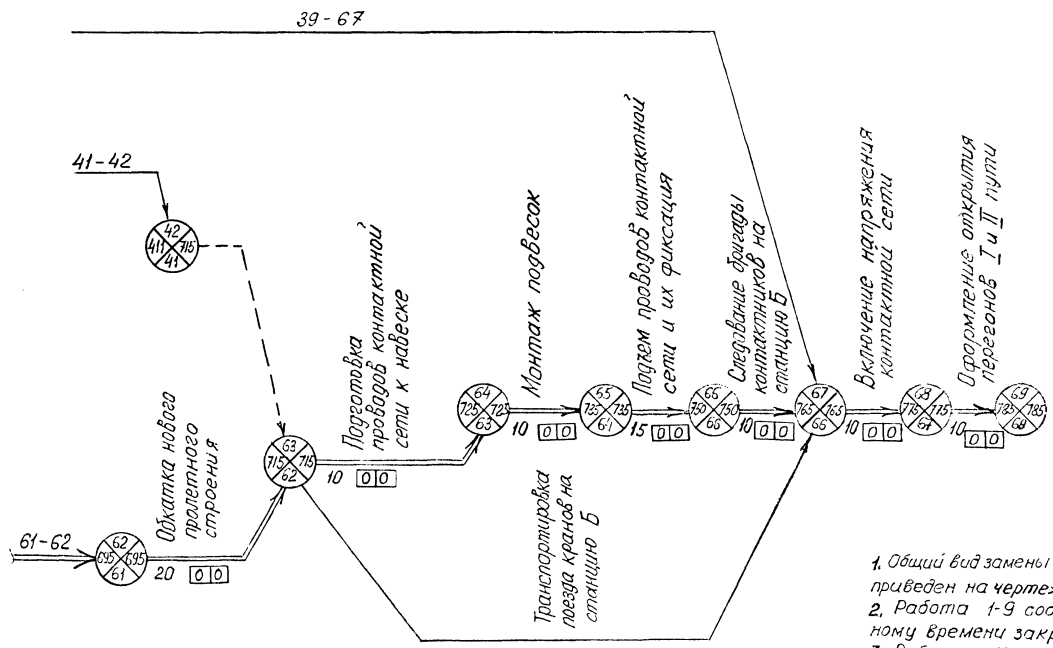 39-67
41-42
42
411 715
41
Обкатка нового
пролетного
строения
61-62
62
695 695
61
20 0 0
63
715 715
62
Подготовка
проводов контактной
сети к навеске
10 0 0
64
725 725
63
Монтаж подвесок
10 0 0
65
735 735
64
Подъем проводов контактной
сети и их фиксация
15 0 0
66
750 750
65
Следование бригады
контактников на
станцию Б
10 0 0
67
765 765
66
Включение напряжения
контактной сети
10 0 0
68
775 775
67
Оформление открытия
перегонов I и II пути
10 0 0
69
785 785
68
Транспортировка
поезда кранов на
станцию Б
1. Общий вид замены
приведен на чертеж
2. Работа 1-9 соо
ному времени закр